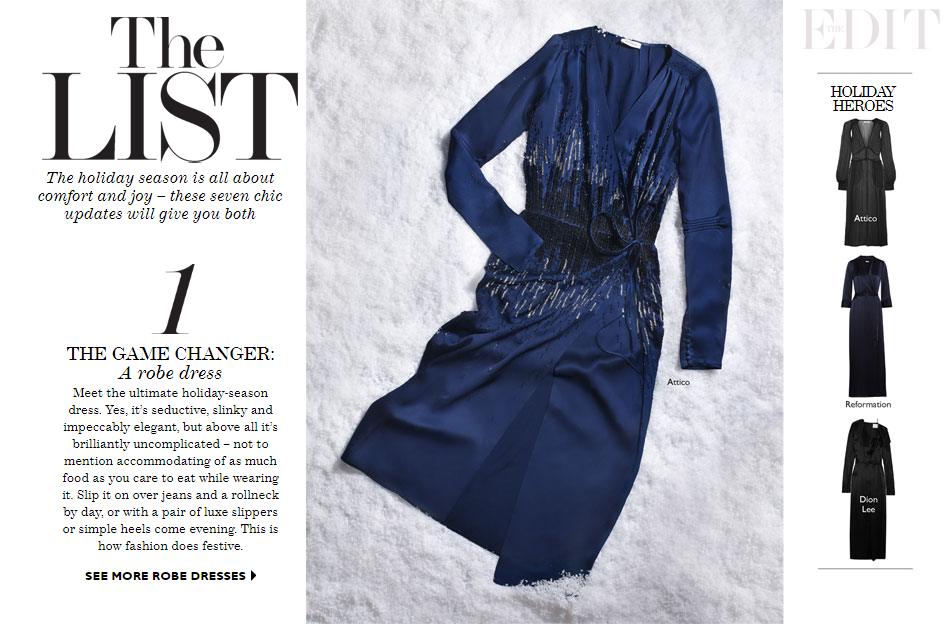 The
LIST
The holiday season is all about
comfort and joy – these seven chic
updates will give you both
1
THE GAME CHANGER:
A robe dress
Meet the ultimate holiday-season
dress. Yes, it's seductive, slinky and
impeccably elegant, but above all it's
brilliantly uncomplicated – not to
mention accommodating of as much
food as you care to eat while wearing
it. Slip it on over jeans and a rollneck
by day, or with a pair of luxe slippers
or simple heels come evening. This is
how fashion does festive.
SEE MORE ROBE DRESSES
Attico
THE EDIT
HOLIDAY
HEROES
Attico
Reformation
Dion
Lee